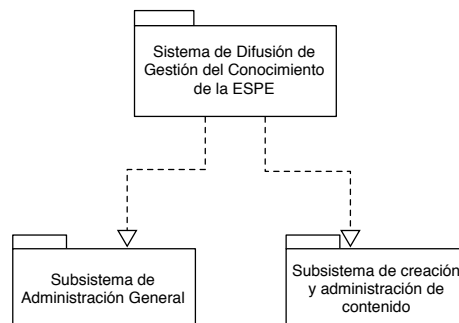 Sistema de Difusión de
Gestión del Conocimiento
de la ESPE
Subsistema de
Administración General
Subsistema de creación
y administración de
contenido